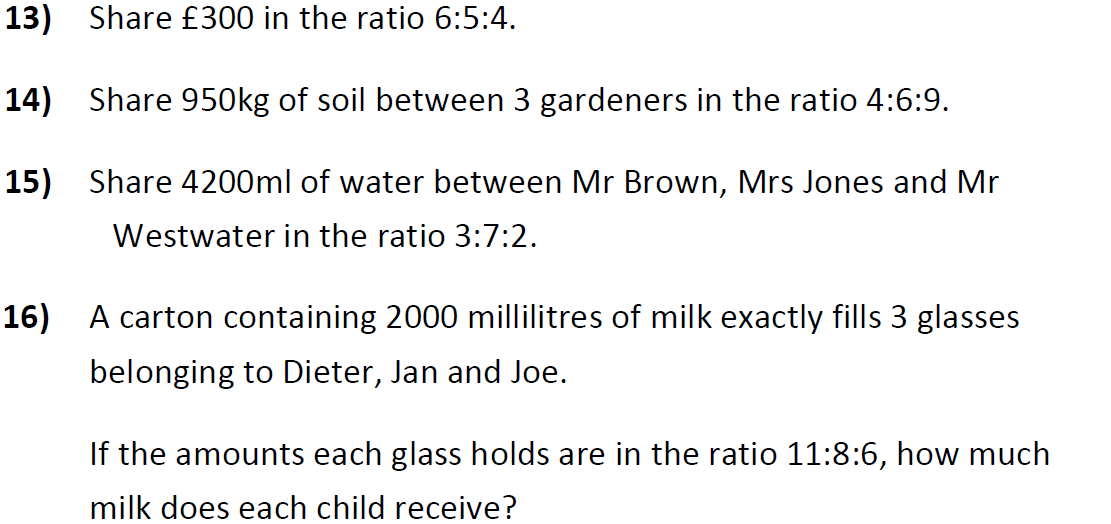 13) Share £300 in the ratio 6:5:4.
14) Share 950kg of soil between 3 gardeners in the ratio 4:6:9.
15) Share 4200ml of water between Mr Brown, Mrs Jones and Mr
Westwater in the ratio 3:7:2.
16) A carton containing 2000 millilitres of milk exactly fills 3 glasses
belonging to Dieter, Jan and Joe.
If the amounts each glass holds are in the ratio 11:8:6, how much
milk does each child receive?